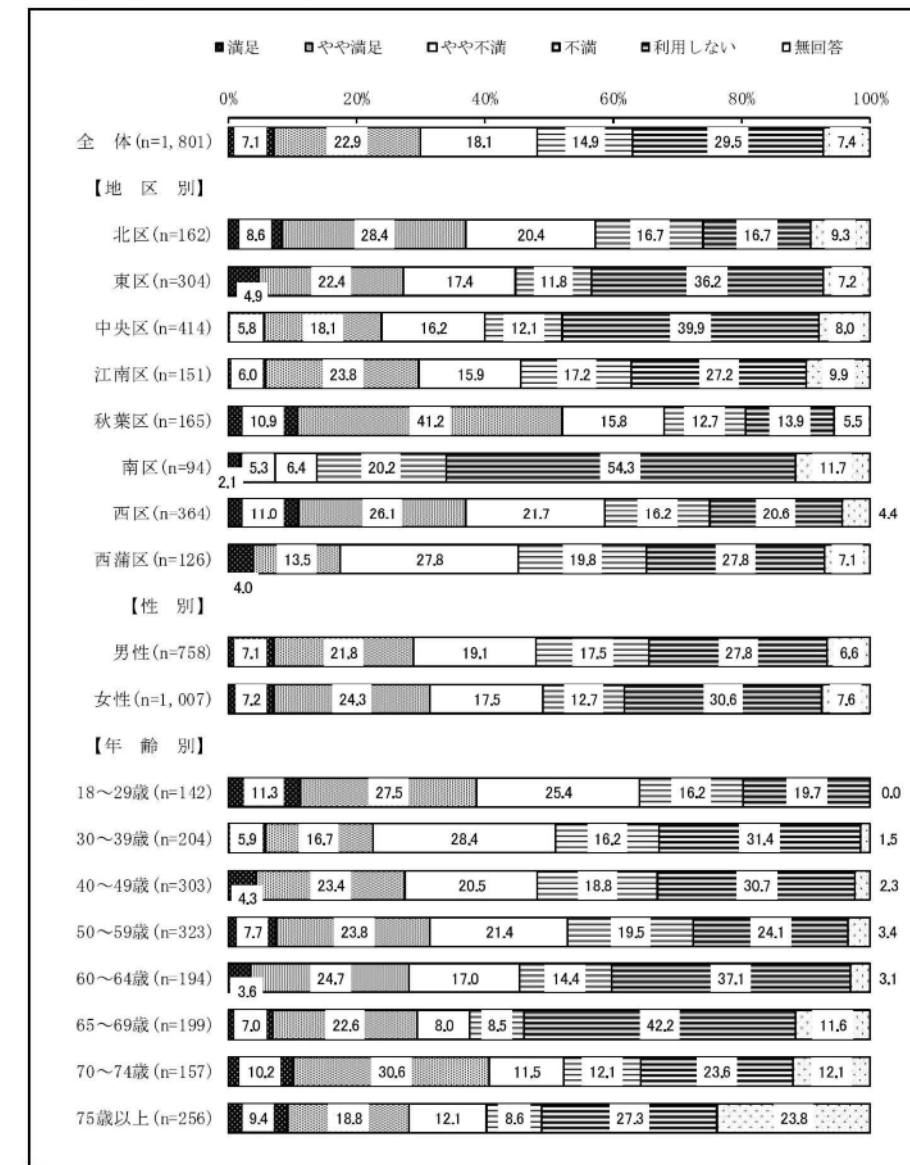 満足 やや満足 やや不満 不満 利用しない 無回答
0% 20% 40% 60% 80% 100%
全 体(n=1,801) 7.1 22.9 18.1 14.9 29.5 7.4
【地 区 別】
北区(n=162) 8.6 28.4 20.4 16.7 16.7 9.3
東区(n=304) 4.9 22.4 17.4 11.8 36.2 7.2
中央区(n=414) 5.8 18.1 16.2 12.1 39.9 8.0
江南区(n=151) 6.0 23.8 15.9 17.2 27.2 9.9
秋葉区(n=165) 10.9 41.2 15.8 12.7 13.9 5.5
南区(n=94) 2.1 5.3 6.4 20.2 54.3 11.7
西区(n=364) 11.0 26.1 21.7 16.2 20.6 4.4
西蒲区(n=126) 4.0 13.5 27.8 19.8 27.8 7.1
【性 別】
男性(n=758) 7.1 21.8 19.1 17.5 27.8 6.6
女性(n=1,007) 7.2 24.3 17.5 12.7 30.6 7.6
【年 齢 別】
18～29歳(n=142) 11.3 27.5 25.4 16.2 19.7 0.0
30～39歳(n=204) 5.9 16.7 28.4 16.2 31.4 1.5
40～49歳(n=303) 4.3 23.4 20.5 18.8 30.7 2.3
50～59歳(n=323) 7.7 23.8 21.4 19.5 24.1 3.4
60～64歳(n=194) 3.6 24.7 17.0 14.4 37.1 3.1
65～69歳(n=199) 7.0 22.6 8.0 8.5 42.2 11.6
70～74歳(n=157) 10.2 30.6 11.5 12.1 23.6 12.1
75歳以上(n=256) 9.4 18.8 12.1 8.6 27.3 23.8